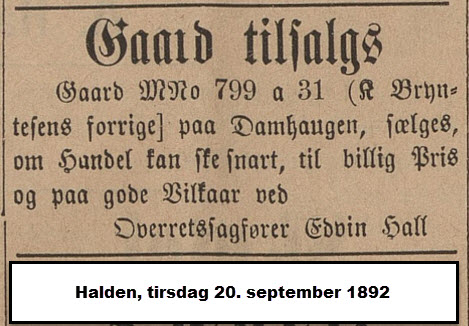 Gaard tilsalgs
Gaard MNo 799 a 31 (K Bryn-
tesens forrige] paa Damhaugen, sælges,
om Handel kan ske snart, til billig Pris
og paa gode Vilkaar ved
Overretssagfører Edvin Hall
Halden, tirsdag 20. september 1892